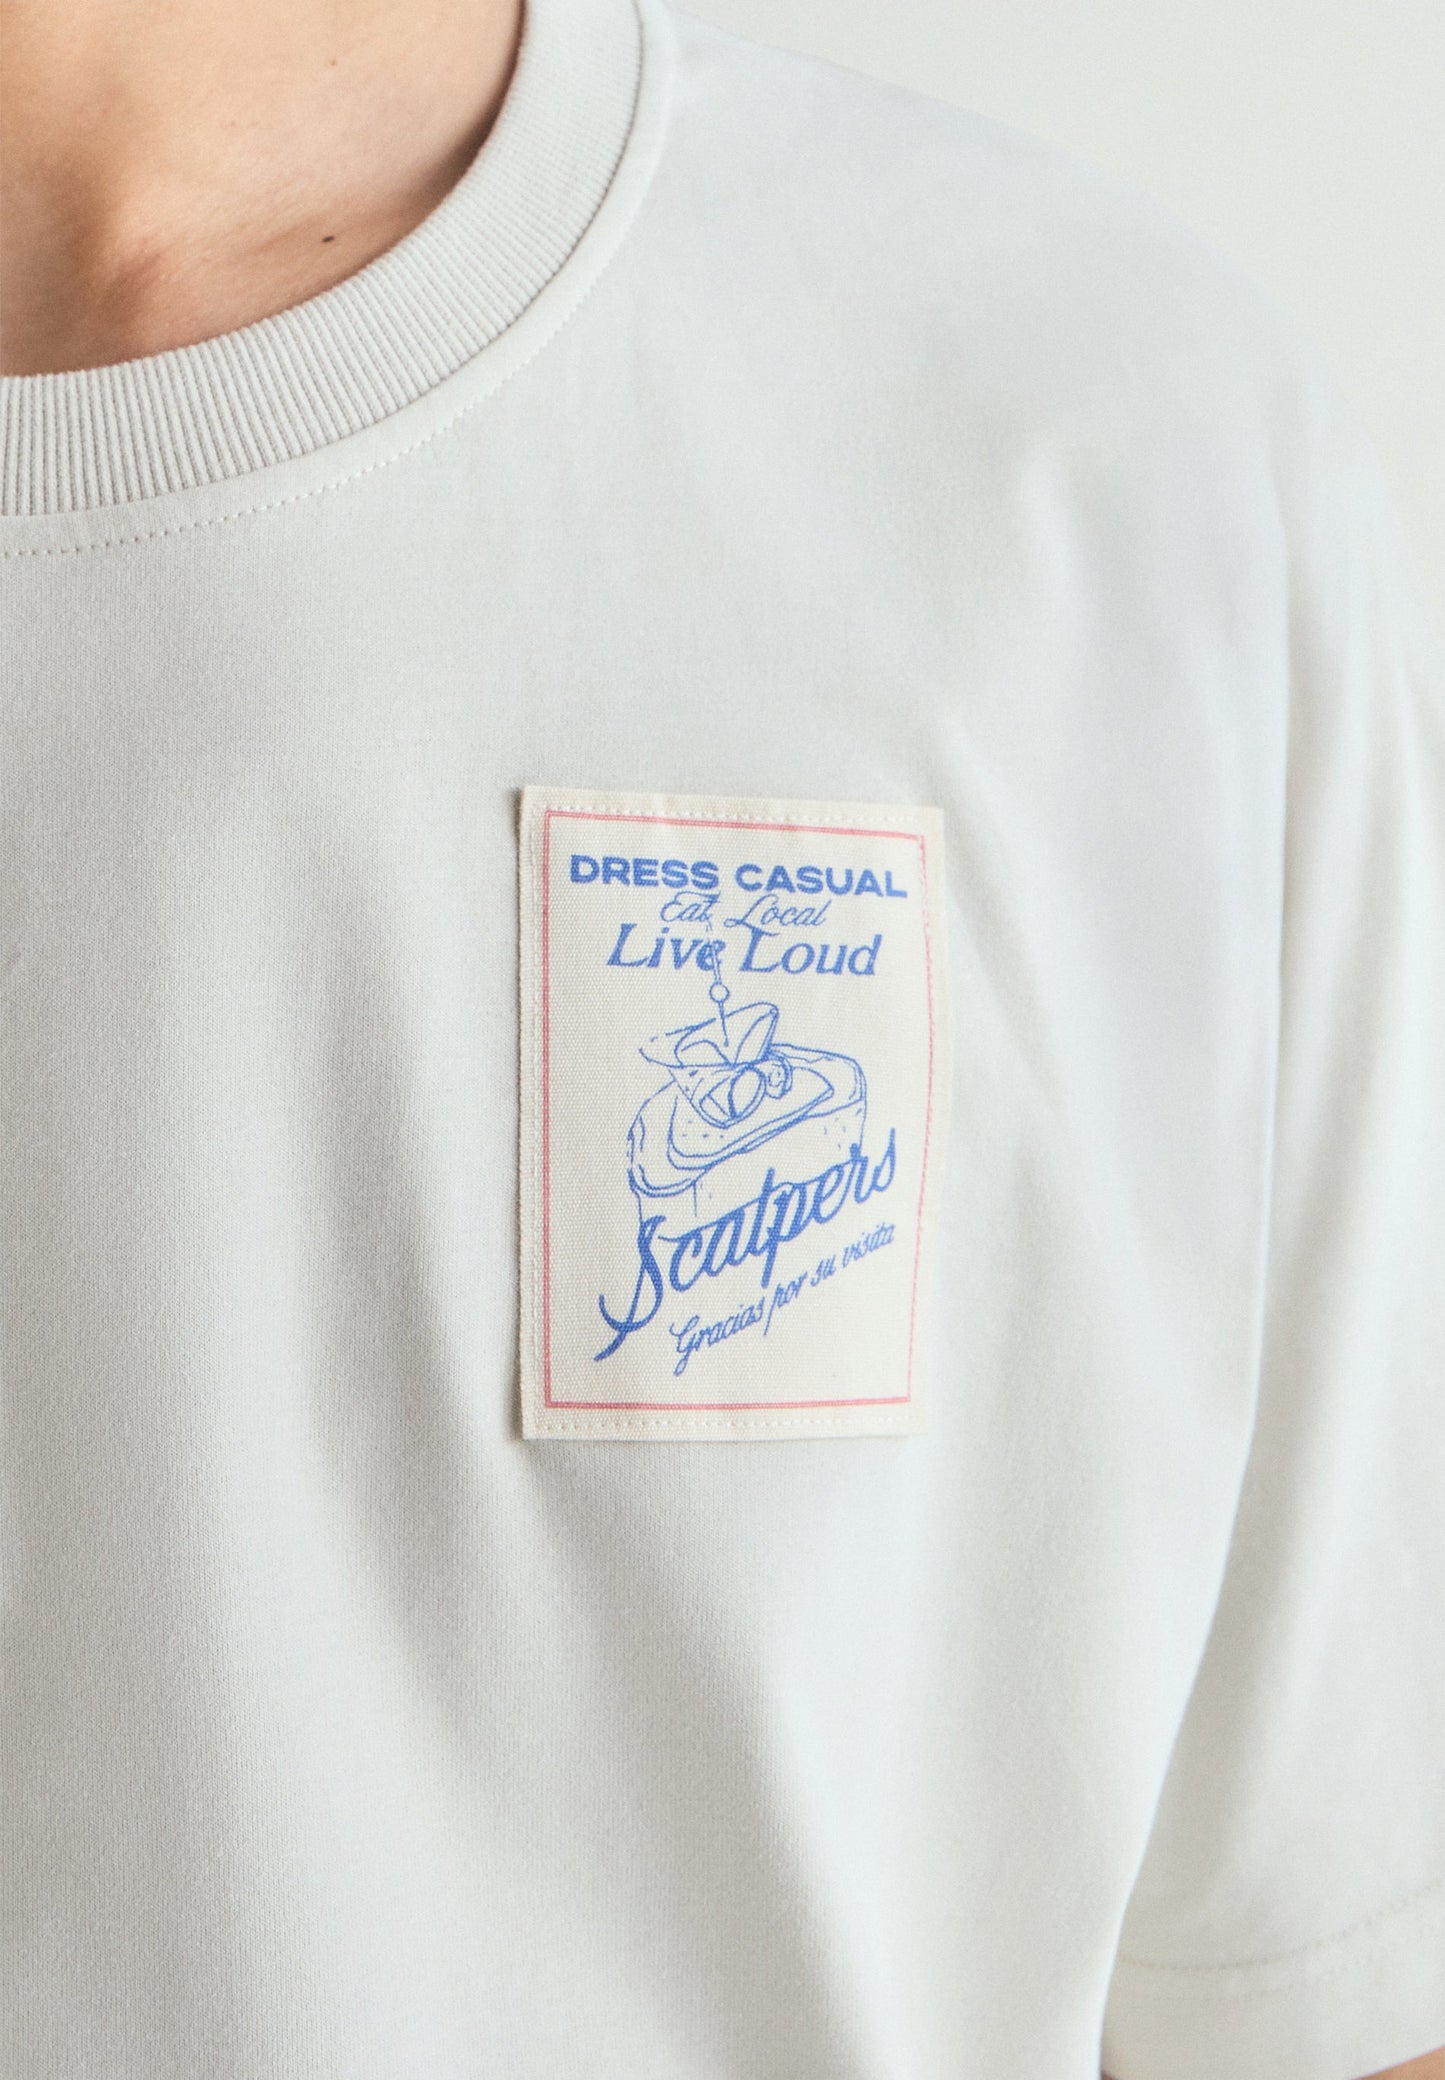 DRESS CASUAL
Eat Local
Live Loud
Scalpers
Gracias por su visita